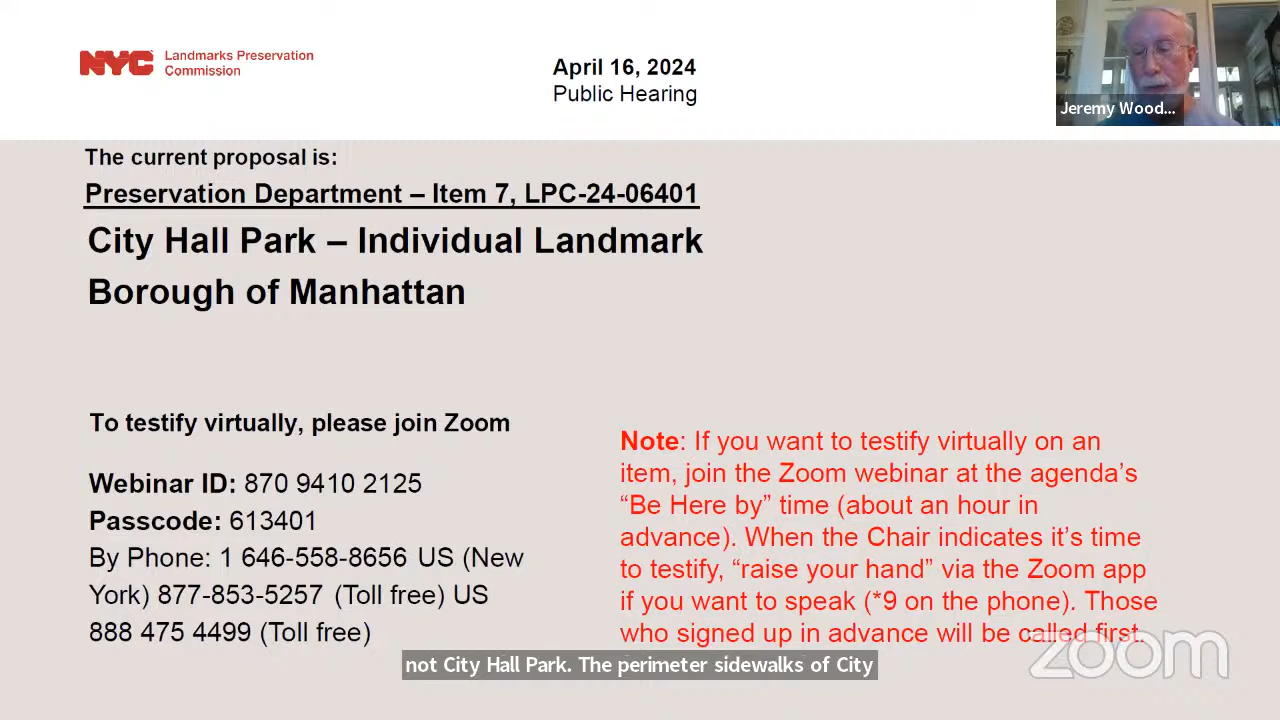 NYC Landmarks Preservation
Commission
April 16, 2024
Public Hearing
Jeremy Wood...
The current proposal is:
Preservation Department – Item 7, LPC-24-06401
City Hall Park – Individual Landmark
Borough of Manhattan
To testify virtually, please join Zoom
Webinar ID: 870 9410 2125
Passcode: 613401
By Phone: 1 646-558-8656 US (New
York) 877-853-5257 (Toll free) US
888 475 4499 (Toll free)
Note: If you want to testify virtually on an
item, join the Zoom webinar at the agenda’s
“Be Here by” time (about an hour in
advance). When the Chair indicates it’s time
to testify, “raise your hand” via the Zoom app
if you want to speak (*9 on the phone). Those
who signed up in advance will be called first.
zoom
not City Hall Park. The perimeter sidewalks of City